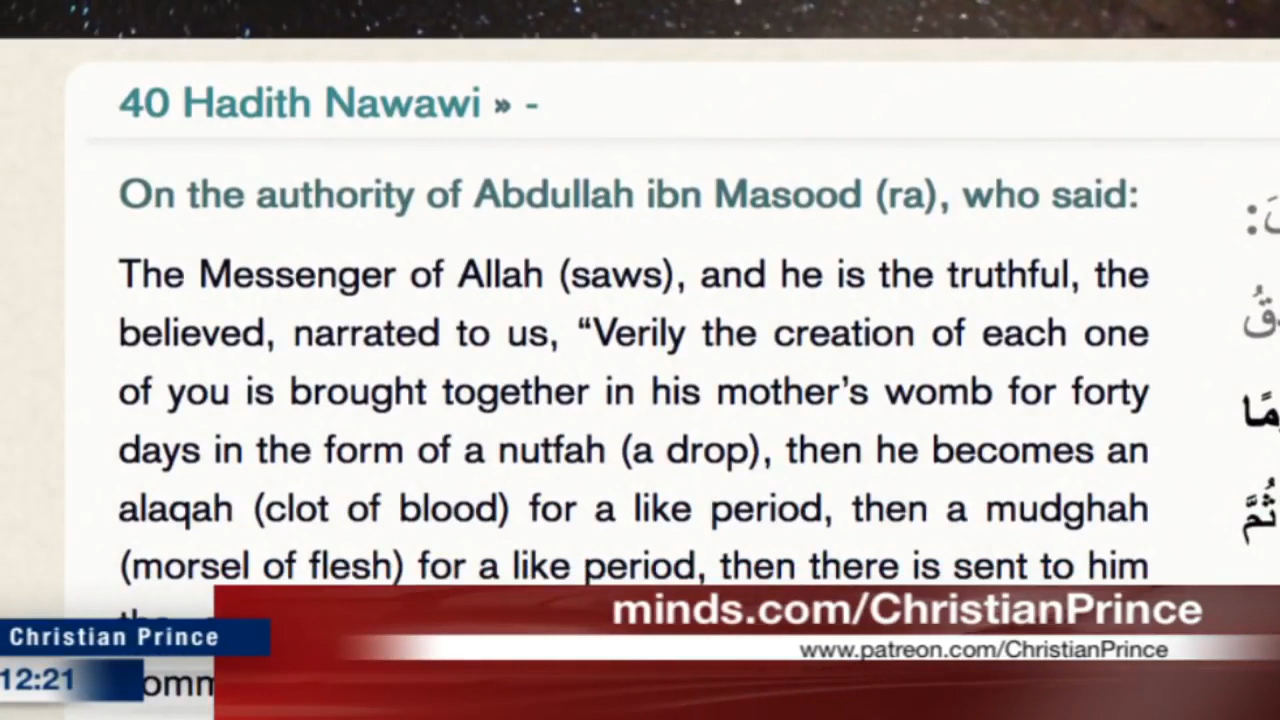 40 Hadith Nawawi » -
On the authority of Abdullah ibn Masood (ra), who said:
The Messenger of Allah (saws), and he is the truthful, the
believed, narrated to us, “Verily the creation of each one
of you is brought together in his mother’s womb for forty
days in the form of a nutfah (a drop), then he becomes an
alaqah (clot of blood) for a like period, then a mudghah
(morsel of flesh) for a like period, then there is sent to him
minds.com/ChristianPrince
Christian Prince
www.patreon.com/ChristianPrince
12:21